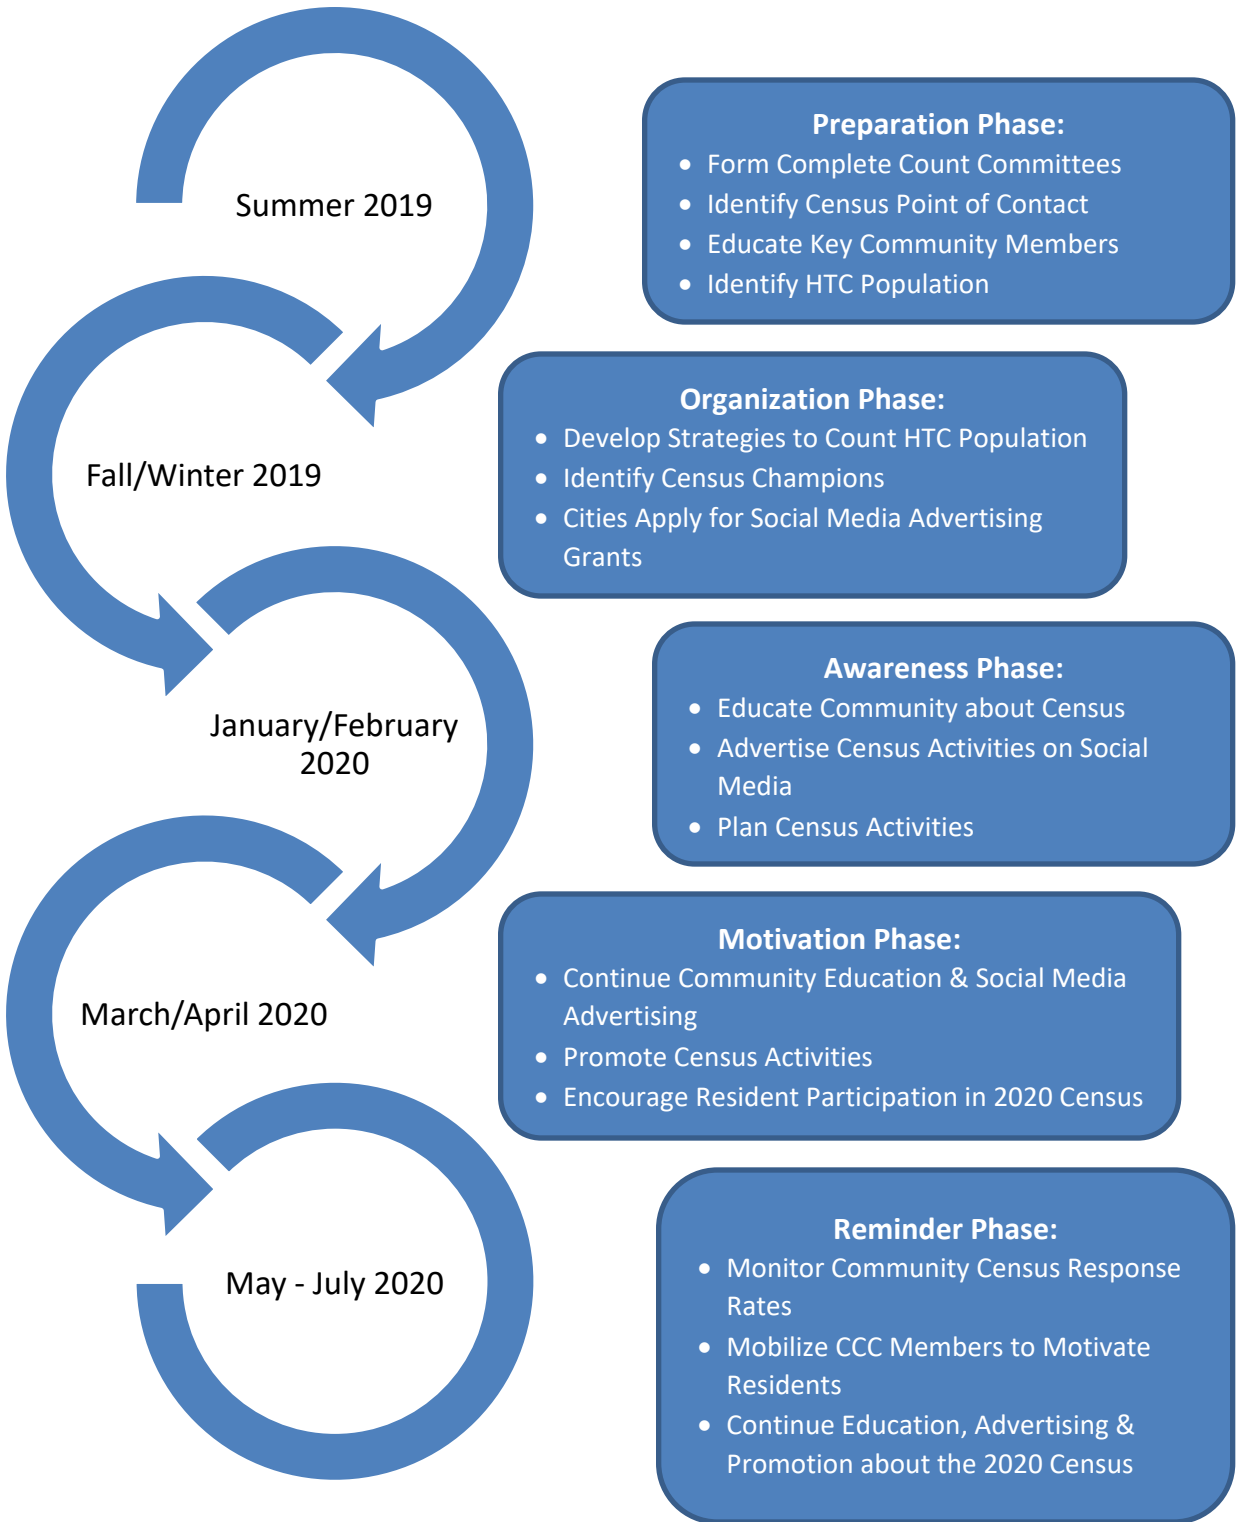 Summer 2019
Preparation Phase:
• Form Complete Count Committees
• Identify Census Point of Contact
• Educate Key Community Members
• Identify HTC Population
Fall/Winter 2019
Organization Phase:
• Develop Strategies to Count HTC Population
• Identify Census Champions
• Cities Apply for Social Media Advertising
Grants
January/February
2020
Awareness Phase:
• Educate Community about Census
• Advertise Census Activities on Social
Media
• Plan Census Activities
March/April 2020
Motivation Phase:
• Continue Community Education & Social Media
Advertising
• Promote Census Activities
• Encourage Resident Participation in 2020 Census
May - July 2020
Reminder Phase:
• Monitor Community Census Response
Rates
• Mobilize CCC Members to Motivate
Residents
• Continue Education, Advertising &
Promotion about the 2020 Census